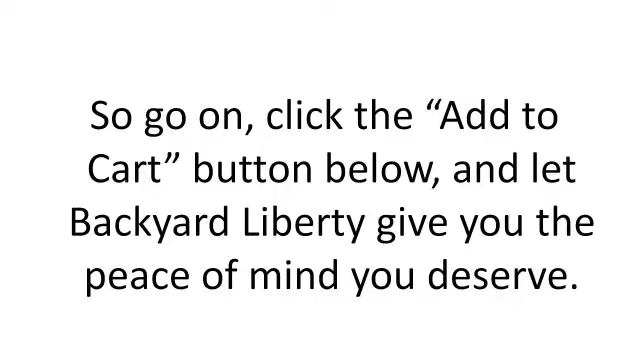 So go on, click the “Add to
Cart” button below, and let
Backyard Liberty give you the
peace of mind you deserve.